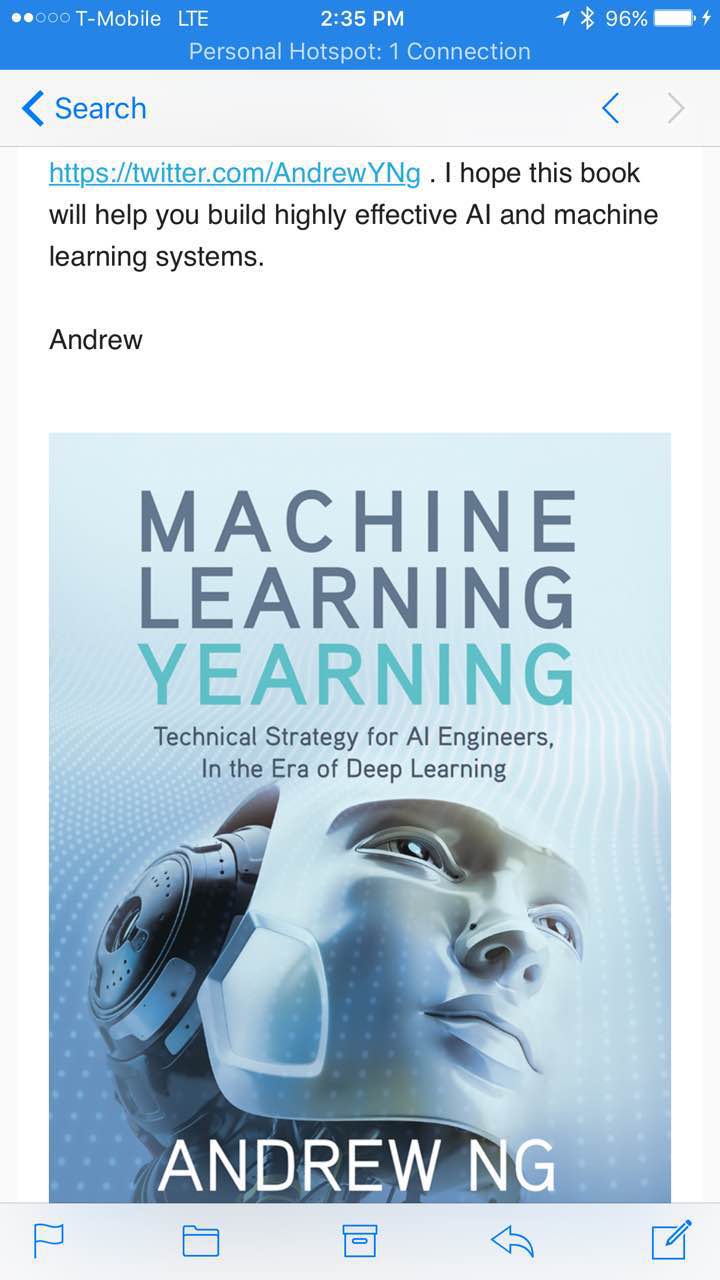 T-Mobile LTE 2:35 PM 96%
Personal Hotspot: 1 Connection
Search
https://twitter.com/AndrewYNg . I hope this book
will help you build highly effective AI and machine
learning systems.
Andrew
MACHINE
LEARNING
YEARNING
Technical Strategy for AI Engineers,
In the Era of Deep Learning
ANDREW NG